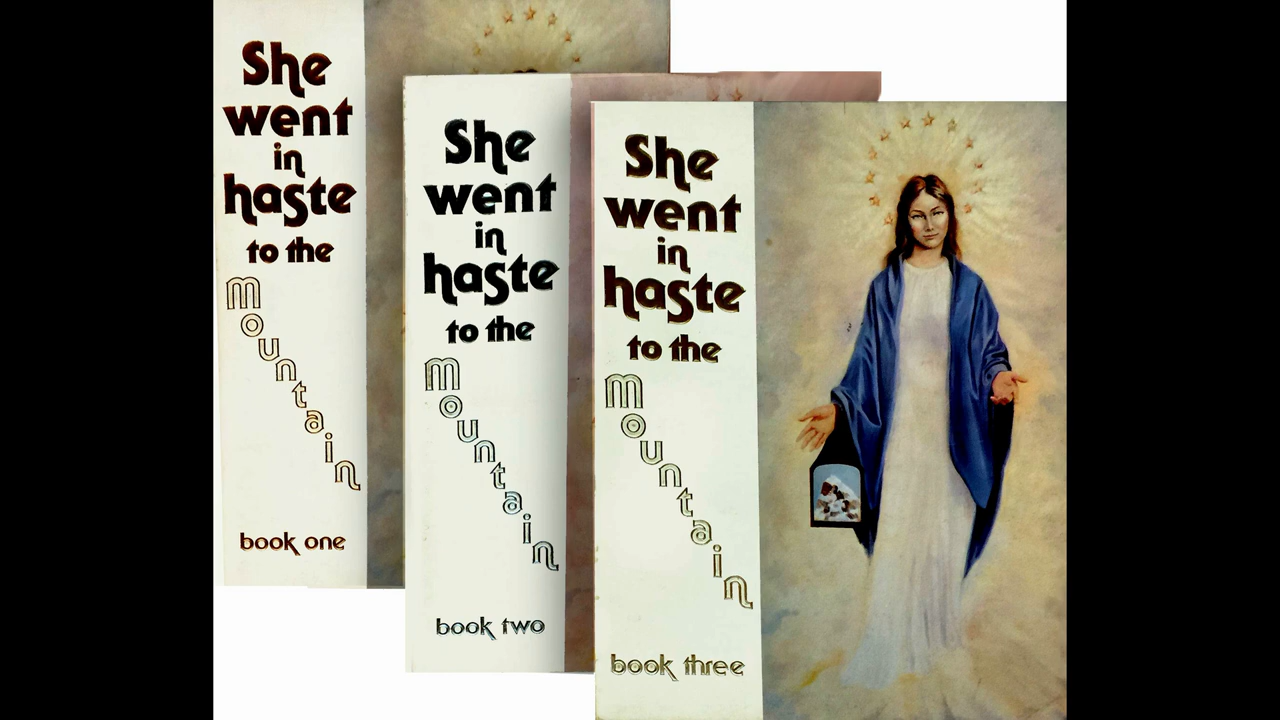 She
went
in
haste
to the
mountain
book one
She
went
in
haste
to the
mountain
book two
She
went
in
haste
to the
mountain
book three